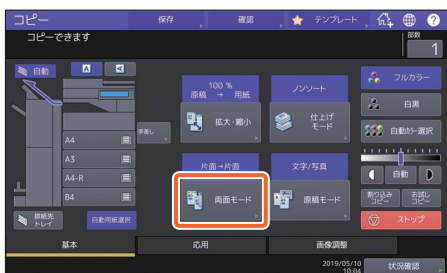 コピー
保存
確認
テンプレート
コピーできます
部数
1
自動
A
A4
A3
A4-R
B4
手差し
排紙先
トレイ
自動用紙選択
100 %
原稿 → 用紙
拡大・縮小
ノンソート
仕上げ
モード
片面→片面
両面モード
文字/写真
原稿モード
フルカラー
白黒
自動カラー選択
自動
割り込み
コピー
お試し
コピー
ストップ
基本
応用
画像調整
2019/05/10
10:04
状況確認